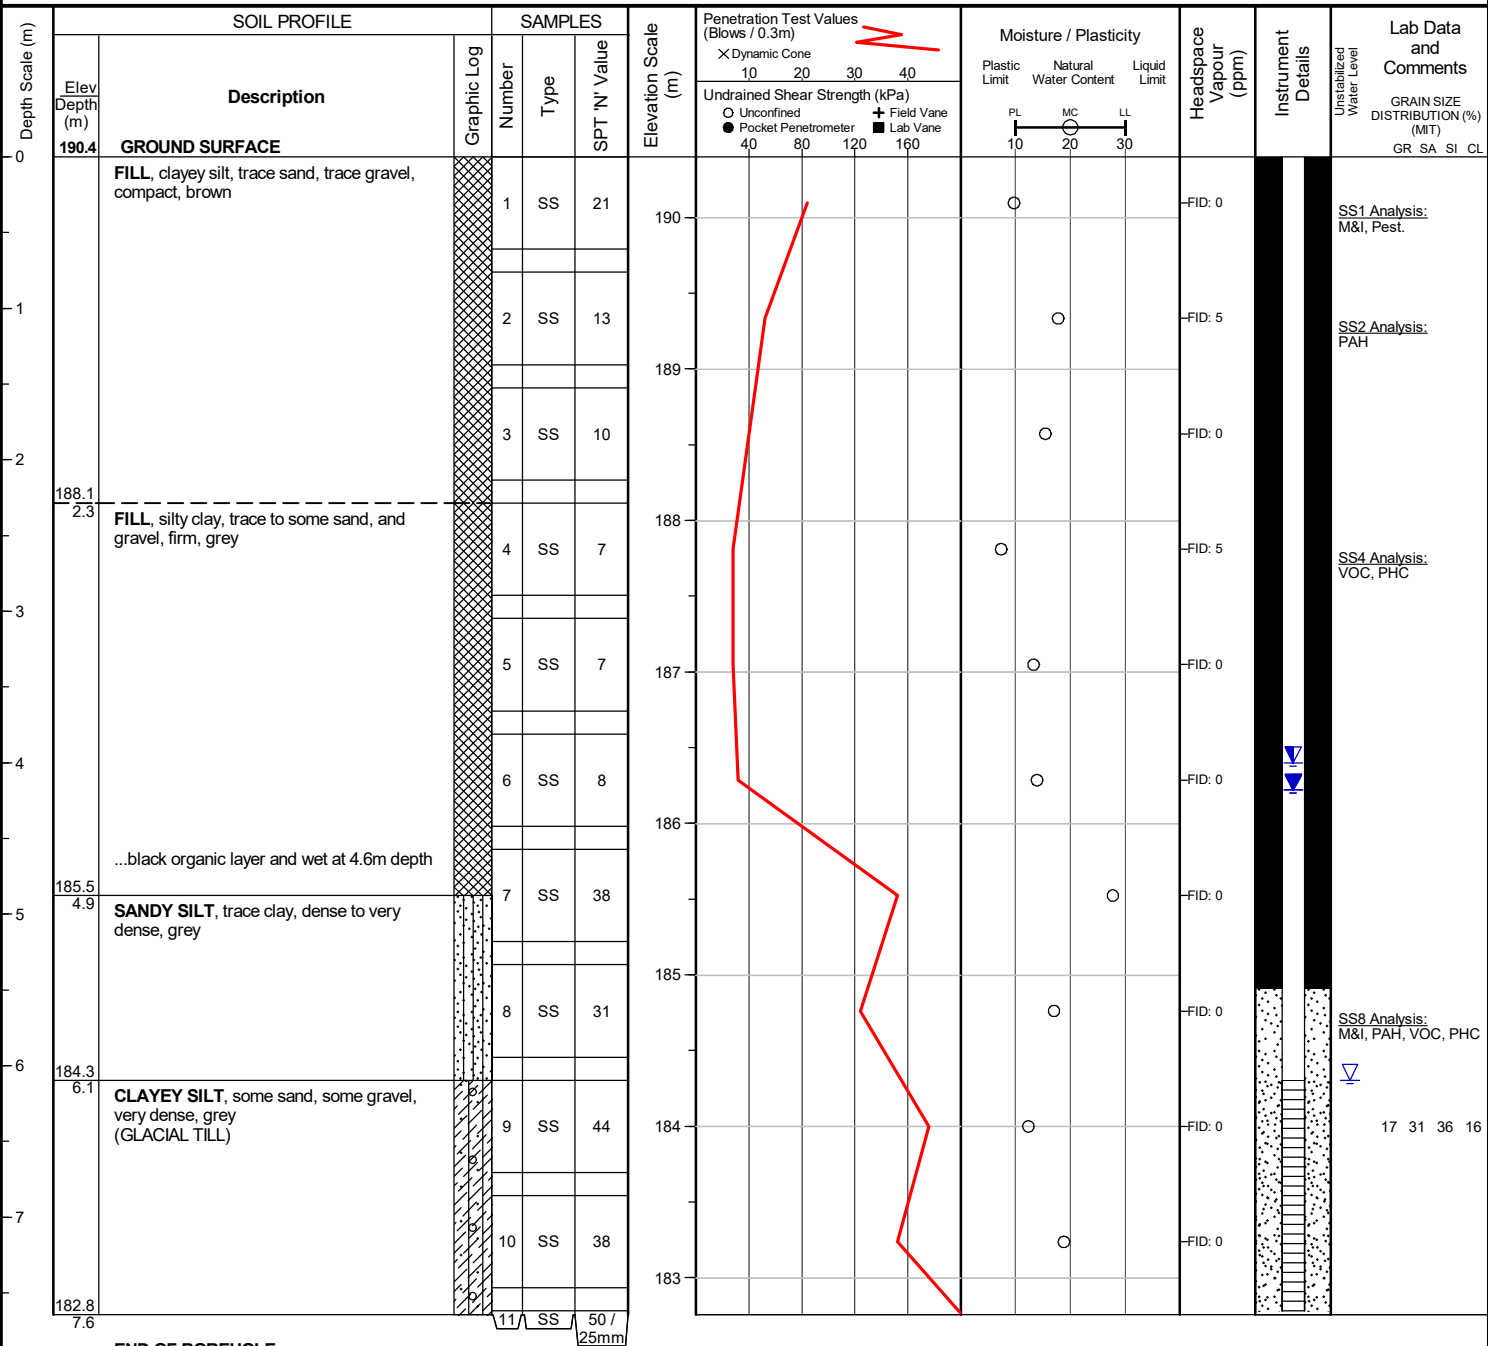 Depth Scale (m)
SOIL PROFILE
Elev
Depth
(m)
190.4
Description
GROUND SURFACE
Graphic Log
SAMPLES
Number
Type
SPT 'N' Value
Elevation Scale
(m)
Penetration Test Values
(Blows / 0.3m)
Dynamic Cone
10 20 30 40
Undrained Shear Strength (kPa)
Unconfined Field Vane
Pocket Penetrometer Lab Vane
40 80 120 160
Moisture / Plasticity
Plastic Limit
Natural Water Content
Liquid Limit
PL MC LL
10 20 30
Headspace
Vapour
(ppm)
Instrument
Details
Unstabilized
Water Level
Lab Data
and
Comments
GRAIN SIZE
DISTRIBUTION (%)
(MIT)
GR SA SI CL
0
FILL, clayey silt, trace sand, trace gravel,
compact, brown
1 SS 21
190
FID: 0
SS1 Analysis:
M&I, Pest.
1
2 SS 13
FID: 5
SS2 Analysis:
PAH
189
3 SS 10
FID: 0
2
188.1
2.3
FILL, silty clay, trace to some sand, and
gravel, firm, grey
188
4 SS 7
FID: 5
SS4 Analysis:
VOC, PHC
3
5 SS 7
187
FID: 0
4
6 SS 8
FID: 0
186
...black organic layer and wet at 4.6m depth
185.5
4.9
7 SS 38
FID: 0
SANDY SILT, trace clay, dense to very
dense, grey
5
185
8 SS 31
FID: 0
SS8 Analysis:
M&I, PAH, VOC, PHC
6
184.3
6.1
CLAYEY SILT, some sand, some gravel,
very dense, grey
(GLACIAL TILL)
9 SS 44
184
FID: 0
17 31 36 16
7
10 SS 38
FID: 0
183
182.8
7.6
11 SS 50 /
25mm
END OF BOREHOLE